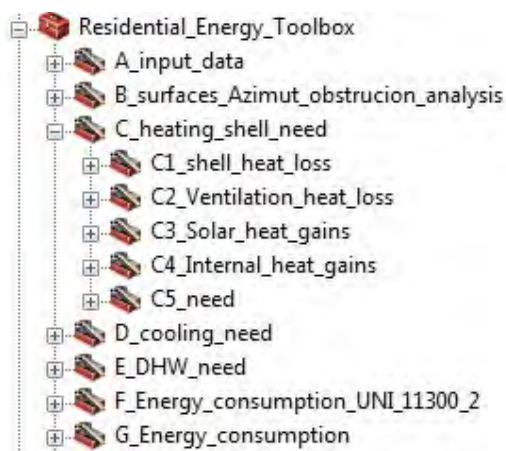 Residential_Energy_Toolbox
A_input_data
B_surfaces_Azimut_obstrucion_analysis
C_heating_shell_need
C1_shell_heat_loss
C2_Ventilation_heat_loss
C3_Solar_heat_gains
C4_Internal_heat_gains
C5_need
D_cooling_need
E_DHW_need
F_Energy_consumption_UNI_11300_2
G_Energy_consumption